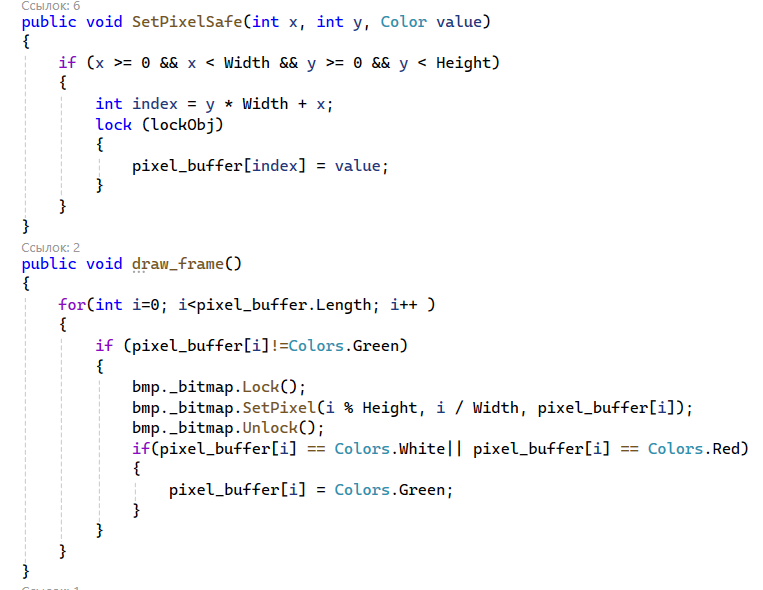 Ссылок: 6
public void SetPixelSafe(int x, int y, Color value)
{
    if (x >= 0 && x < Width && y >= 0 && y < Height)
    {
        int index = y * Width + x;
        lock (lockObj)
        {
            pixel_buffer[index] = value;
        }
    }
}
Ссылок: 2
public void draw_frame()
{
    for(int i=0; i<pixel_buffer.Length; i++ )
    {
        if (pixel_buffer[i]!=Colors.Green)
        {
            bmp._bitmap.Lock();
            bmp._bitmap.SetPixel(i % Height, i / Width, pixel_buffer[i]);
            bmp._bitmap.Unlock();
            if(pixel_buffer[i] == Colors.White|| pixel_buffer[i] == Colors.Red)
            {
                pixel_buffer[i] = Colors.Green;
            }
        }
    }
}
Ссылок: 1